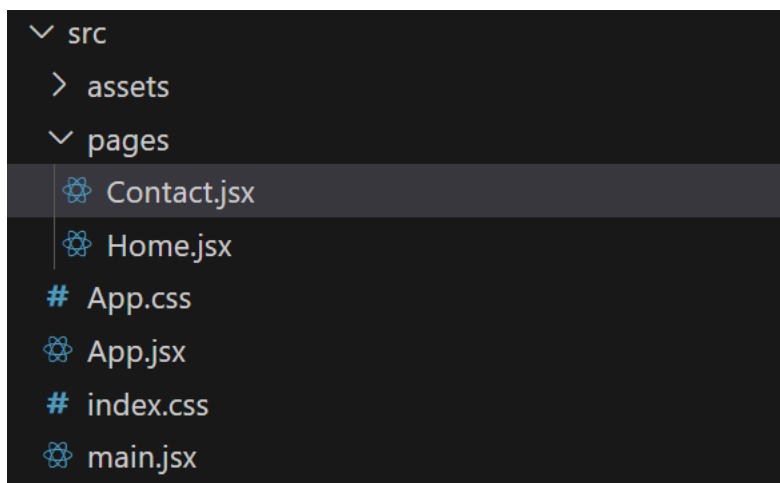 src
assets
pages
Contact.jsx
Home.jsx
# App.css
App.jsx
# index.css
main.jsx